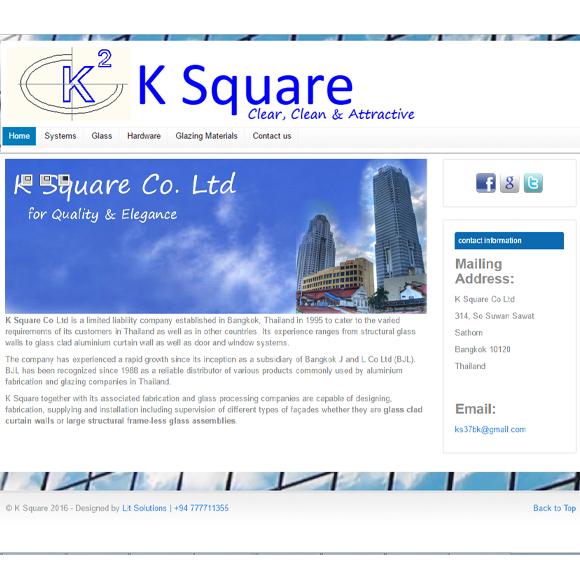 K2
K Square
Clear, Clean & Attractive
Home Systems Glass Hardware Glazing Materials Contact us
K Square Co. Ltd
for Quality & Elegance
K Square Co Ltd is a limited liability company established in Bangkok, Thailand in 1995 to cater to the varied
requirements of its customers in Thailand as well as in other countries. Its experience ranges from structural glass
walls to glass clad aluminium curtain wall as well as door and window systems.
The company has experienced a rapid growth since its inception as a subsidiary of Bangkok J and L Co Ltd (BJL).
BJL has been recognized since 1988 as a reliable distributor of various products commonly used by aluminium
fabrication and glazing companies in Thailand.
K Square together with its associated fabrication and glass processing companies are capable of designing,
fabrication, supplying and installation including supervision of different types of façades whether they are glass clad
curtain walls or large structural frame-less glass assemblies.
contact information
Mailing
Address:
K Square Co Ltd
314, Se Suwan Sawat
Sathorn
Bangkok 10120
Thailand
Email:
ks37bk@gmail.com
© K Square 2016 - Designed by Lit Solutions | +94 777711355
Back to Top